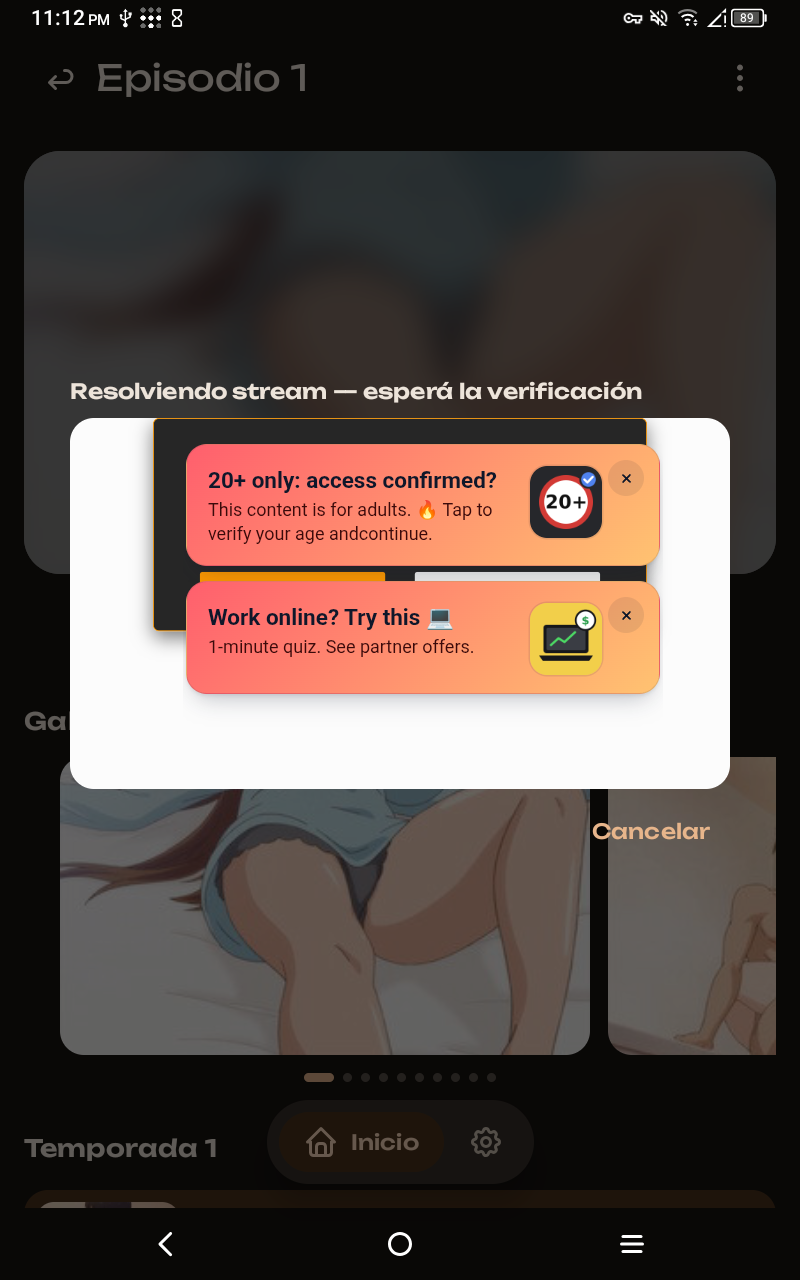 11:12 PM
89
Episodio 1
Resolviendo stream — esperá la verificación
20+ only: access confirmed?
This content is for adults. 🔥 Tap to
verify your age andcontinue.
20+
Work online? Try this 💻
1-minute quiz. See partner offers.
$
Gal
Cancelar
Temporada 1
Inicio